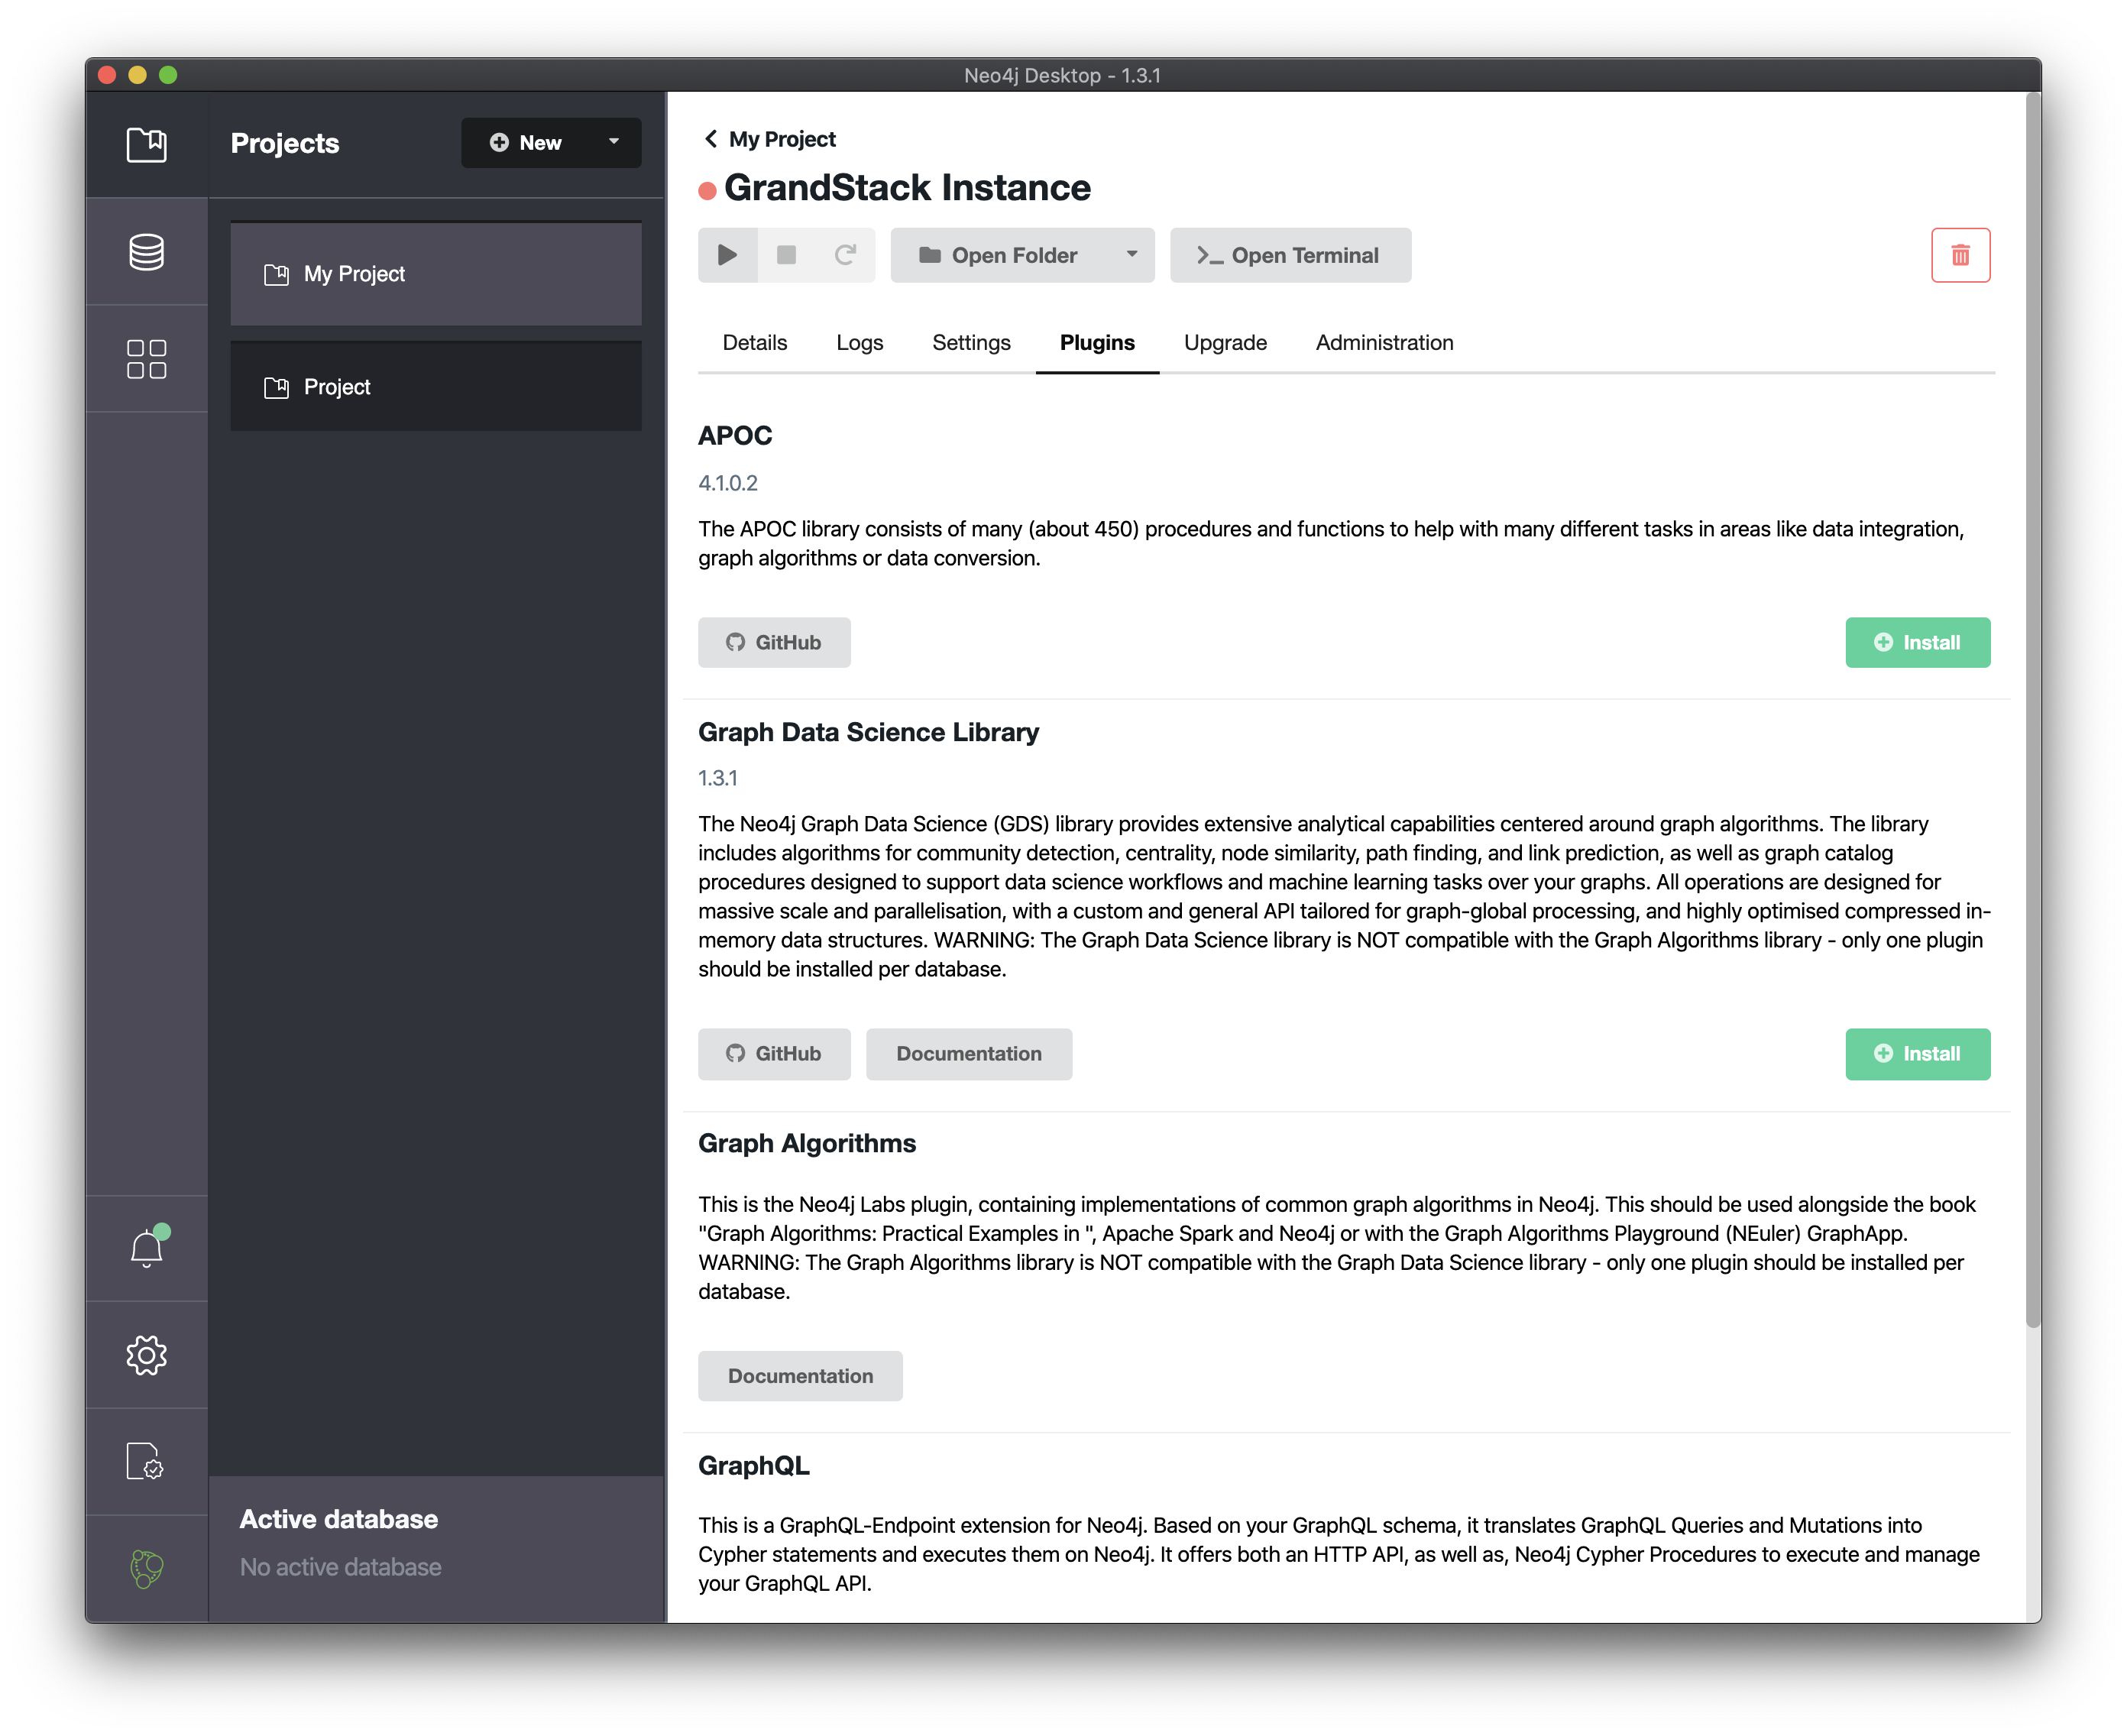 Neo4j Desktop - 1.3.1
Projects
New
My Project
Project
Active database
No active database
My Project
GrandStack Instance
Open Folder
Open Terminal
Details
Logs
Settings
Plugins
Upgrade
Administration
APOC
4.1.0.2
The APOC library consists of many (about 450) procedures and functions to help with many different tasks in areas like data integration,
graph algorithms or data conversion.
GitHub
Install
Graph Data Science Library
1.3.1
The Neo4j Graph Data Science (GDS) library provides extensive analytical capabilities centered around graph algorithms. The library
includes algorithms for community detection, centrality, node similarity, path finding, and link prediction, as well as graph catalog
procedures designed to support data science workflows and machine learning tasks over your graphs. All operations are designed for
massive scale and parallelisation, with a custom and general API tailored for graph-global processing, and highly optimised compressed in-
memory data structures. WARNING: The Graph Data Science library is NOT compatible with the Graph Algorithms library - only one plugin
should be installed per database.
GitHub
Documentation
Install
Graph Algorithms
This is the Neo4j Labs plugin, containing implementations of common graph algorithms in Neo4j. This should be used alongside the book
"Graph Algorithms: Practical Examples in ", Apache Spark and Neo4j or with the Graph Algorithms Playground (NEuler) GraphApp.
WARNING: The Graph Algorithms library is NOT compatible with the Graph Data Science library - only one plugin should be installed per
database.
Documentation
GraphQL
This is a GraphQL-Endpoint extension for Neo4j. Based on your GraphQL schema, it translates GraphQL Queries and Mutations into
Cypher statements and executes them on Neo4j. It offers both an HTTP API, as well as, Neo4j Cypher Procedures to execute and manage
your GraphQL API.